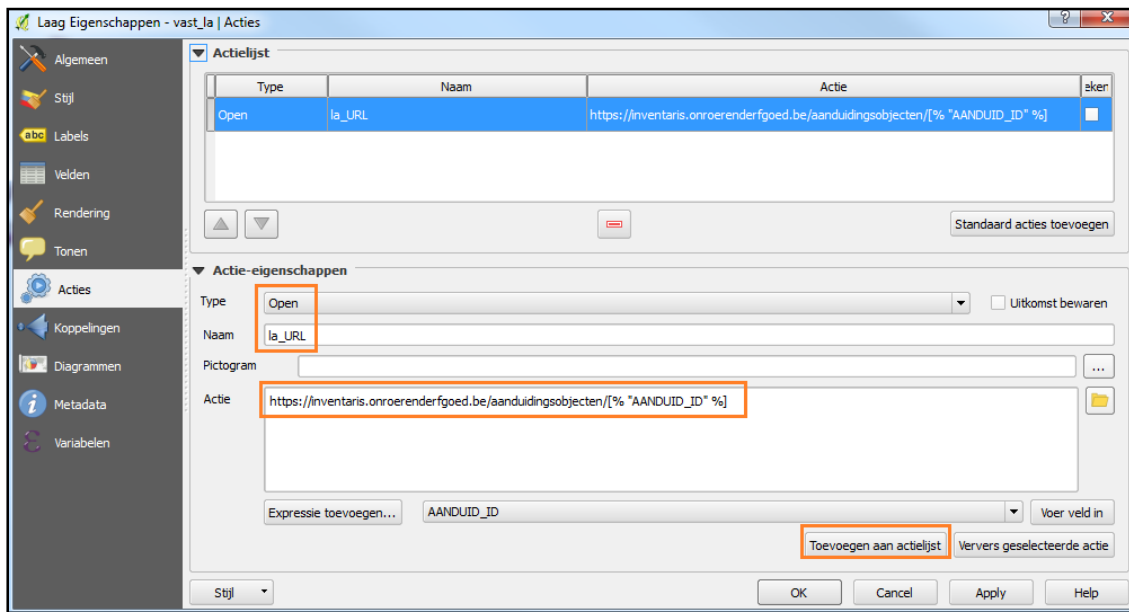 Laag Eigenschappen - vast_la | Acties
Algemeen
Stijl
abc Labels
Velden
Rendering
Tonen
Acties
Koppelingen
Diagrammen
Metadata
Variabelen
Actielijst
Type Naam Actie
Open la_URL https://inventaris.onroerenderfgoed.be/aanduidingsobjecten/[% "AANDUID_ID" %]
Standaard acties toevoegen
Actie-eigenschappen
Type Open Uitkomst bewaren
Naam la_URL
Pictogram ...
Actie https://inventaris.onroerenderfgoed.be/aanduidingsobjecten/[% "AANDUID_ID" %]
Expressie toevoegen... AANDUID_ID Voer veld in
Toevoegen aan actielijst Ververs geselecteerde actie
Stijl OK Cancel Apply Help